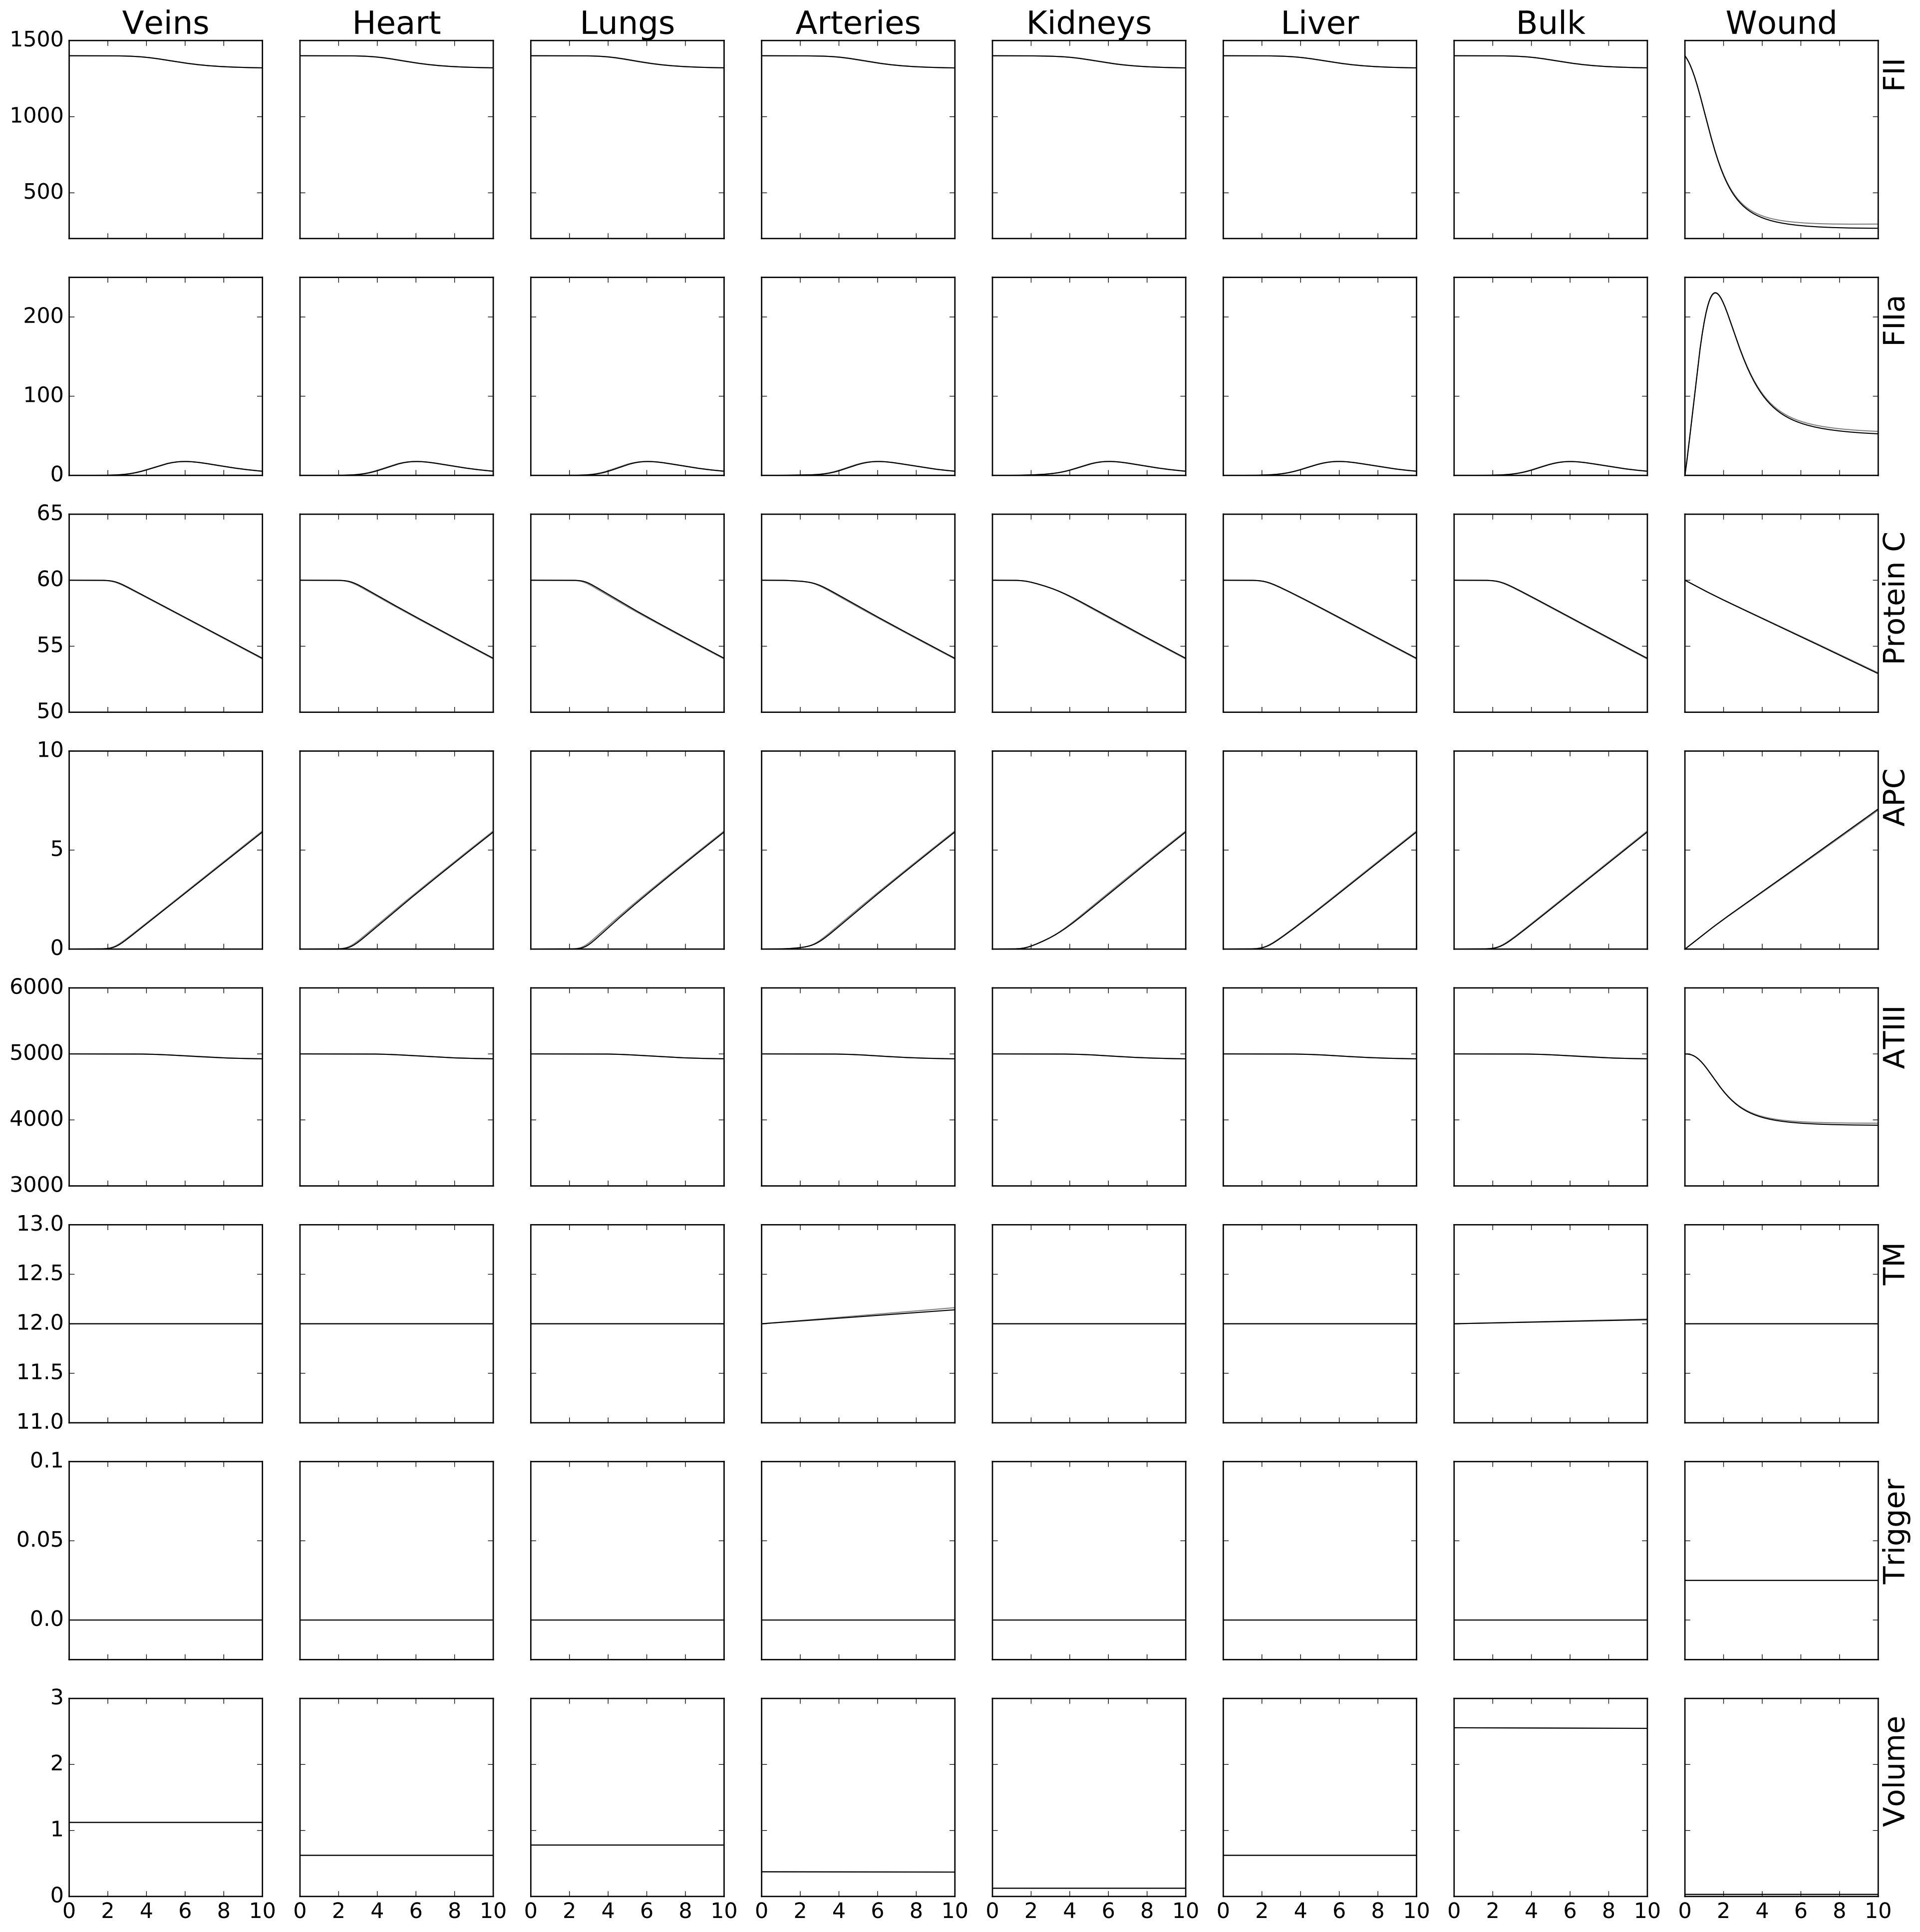 Veins Heart Lungs Arteries Kidneys Liver Bulk Wound
1500
1000
500
FII
200
100
0
FIIa
65
60
55
50
Protein C
10
5
0
APC
6000
5000
4000
3000
ATIII
13.0
12.5
12.0
11.5
11.0
TM
0.1
0.05
0.0
Trigger
3
2
1
0
Volume
0 2 4 6 8 10 0 2 4 6 8 10 0 2 4 6 8 10 0 2 4 6 8 10 0 2 4 6 8 10 0 2 4 6 8 10 0 2 4 6 8 10 0 2 4 6 8 10